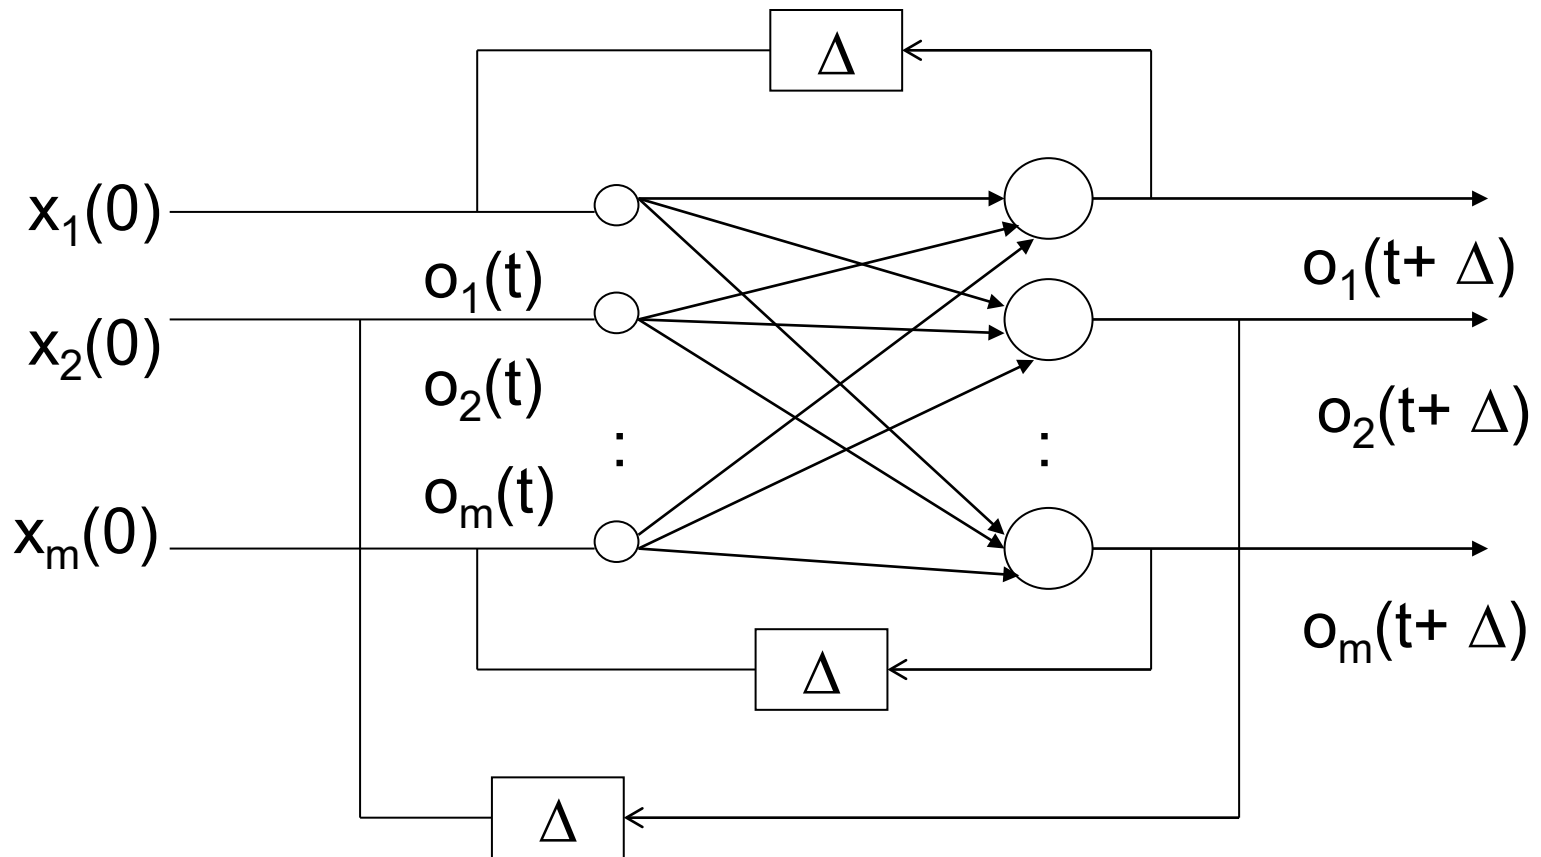 Δ
x₁(0)
o₁(t)
o₁(t+ Δ)
x₂(0)
o₂(t)
o₂(t+ Δ)
:
:
oₘ(t)
xₘ(0)
oₘ(t+ Δ)
Δ
Δ